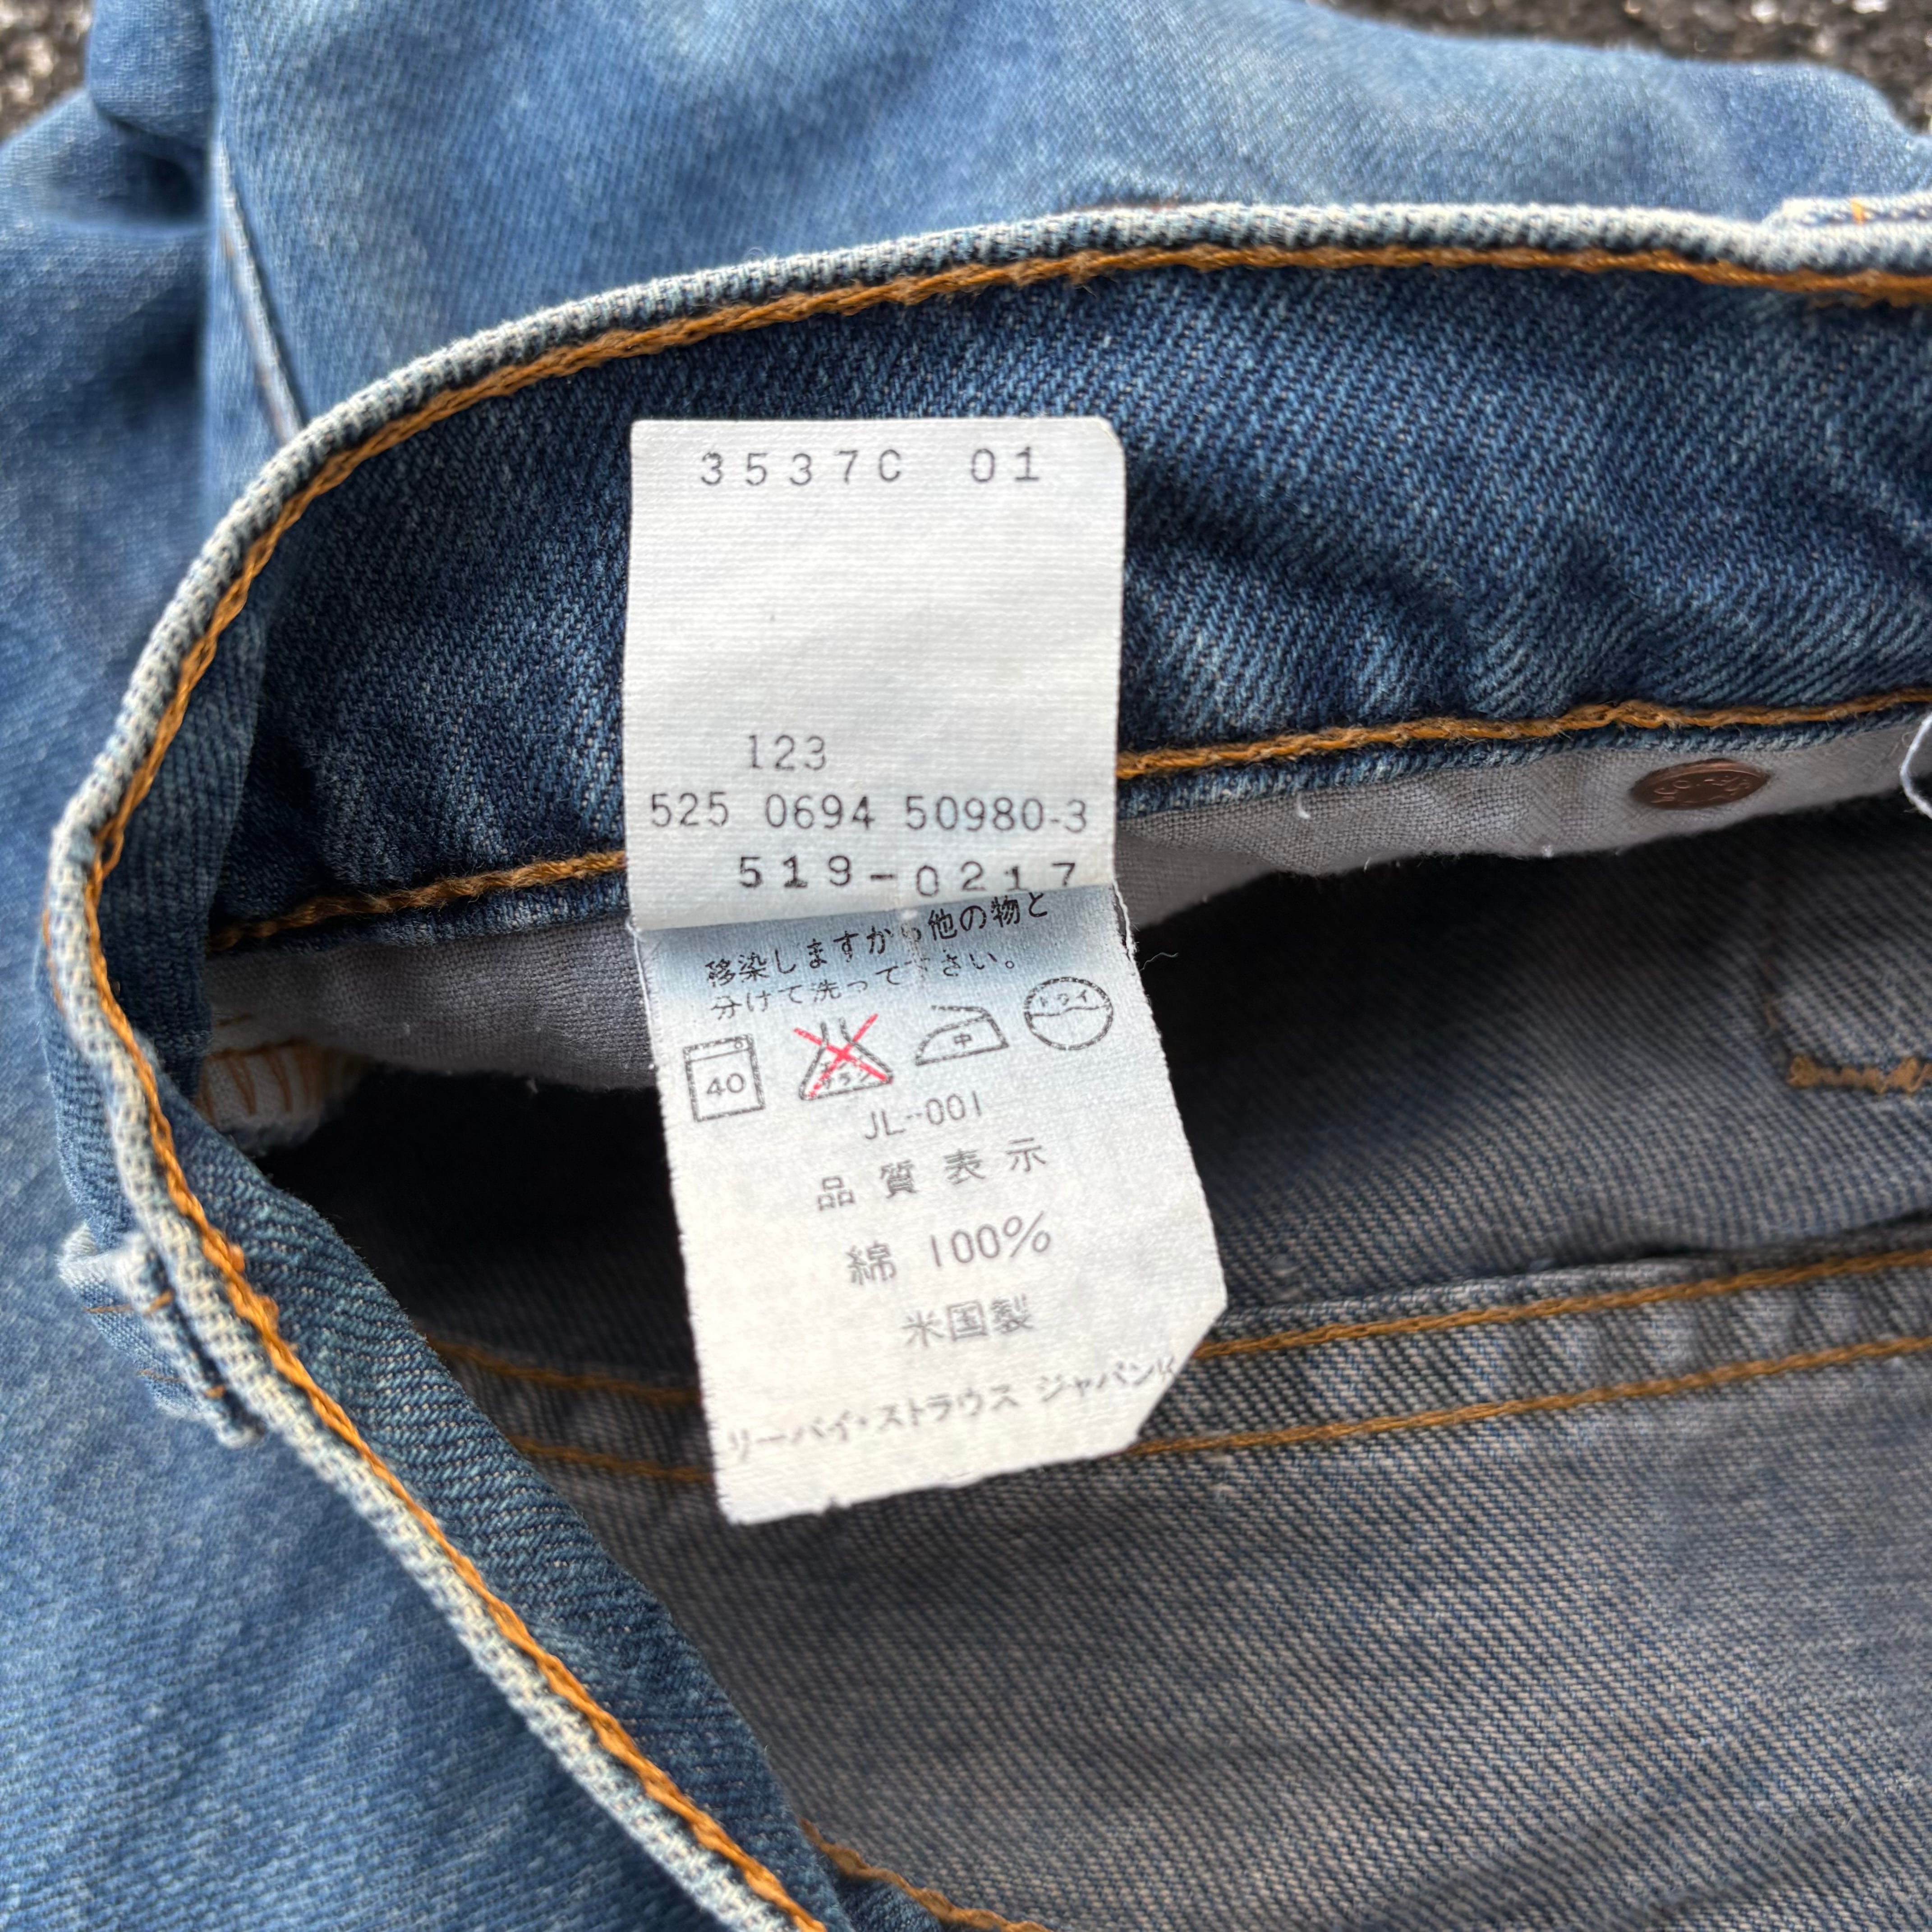 3537C 01
123
525 0694 50980-3
519-0217
移染しますから他の物と
分けて洗って下さい。
40
中
ドライ
JL-001
品質表示
綿 100%
米国製
リーバイ・ストラウス ジャパン